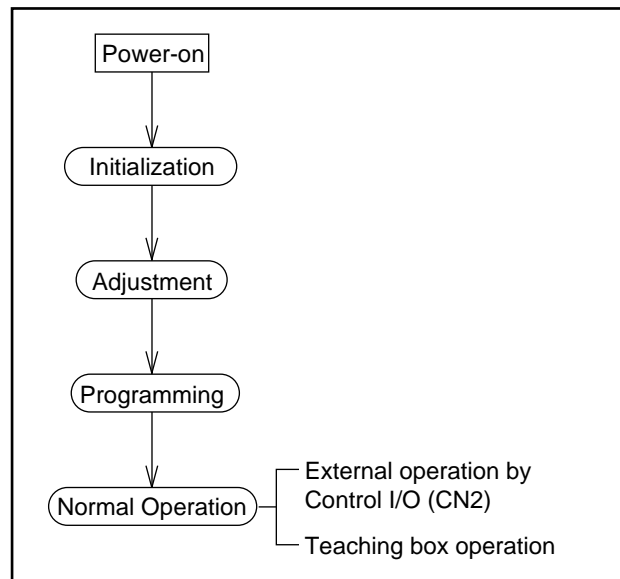 Power-on
Initialization
Adjustment
Programming
Normal Operation
External operation by
Control I/O (CN2)
Teaching box operation